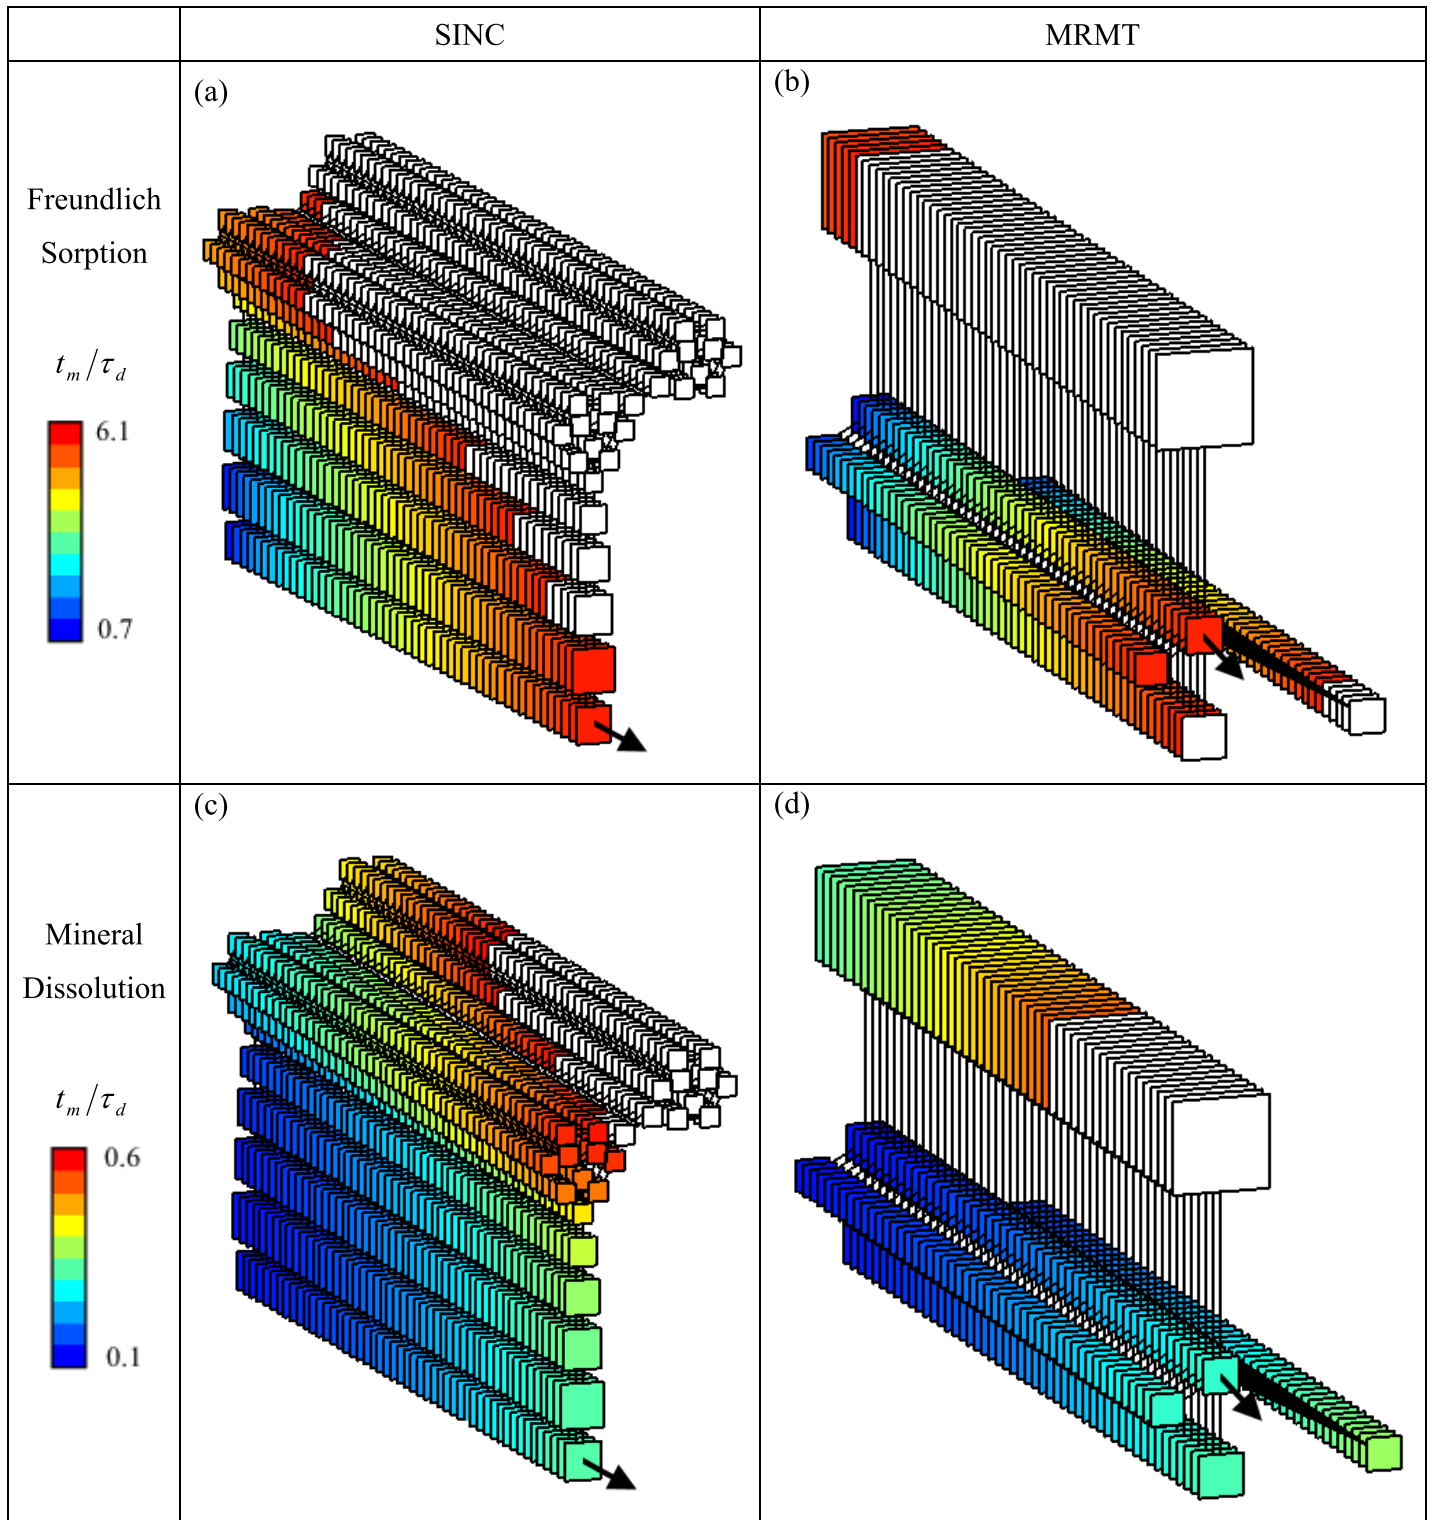 SINC
MRMT
(a)
(b)
Freundlich
Sorption
t_m/τ_d
6.1
0.7
(c)
(d)
Mineral
Dissolution
t_m/τ_d
0.6
0.1